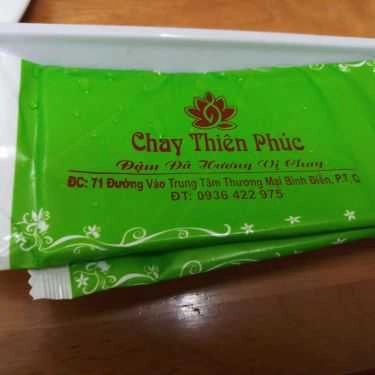 Chay Thiên Phúc
Đậm Đà Hương Vị Chay
ĐC: 71 Đường Vào Trung Tâm Thương Mại Bình Điền, P.7, Q.
ĐT: 0936 422 975